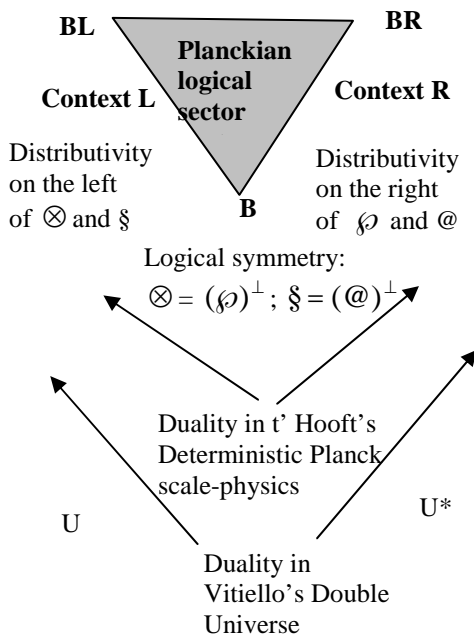 BL
BR
Planckian
logical
sector
Context L
Context R
Distributivity
on the left
of ⊗ and §
Distributivity
on the right
of ℘ and @
B
Logical symmetry:
⊗ = (℘)⊥ ; § = (@)⊥
Duality in t’ Hooft’s
Deterministic Planck
scale-physics
U
U*
Duality in
Vitiello’s Double
Universe